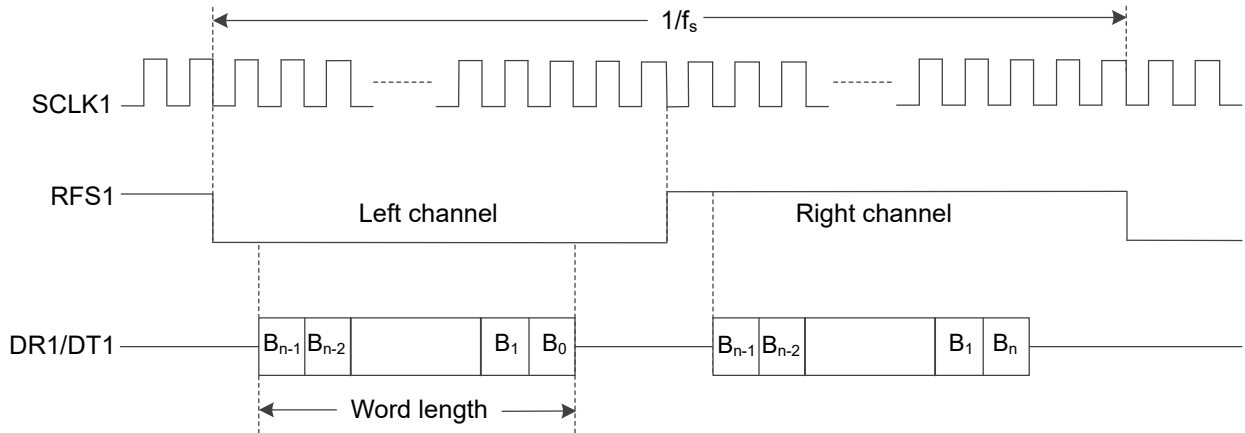 1/fs
SCLK1
RFS1
Left channel
Right channel
DR1/DT1
Bn-1 Bn-2 B1 B0 Bn-1 Bn-2 B1 Bn
Word length